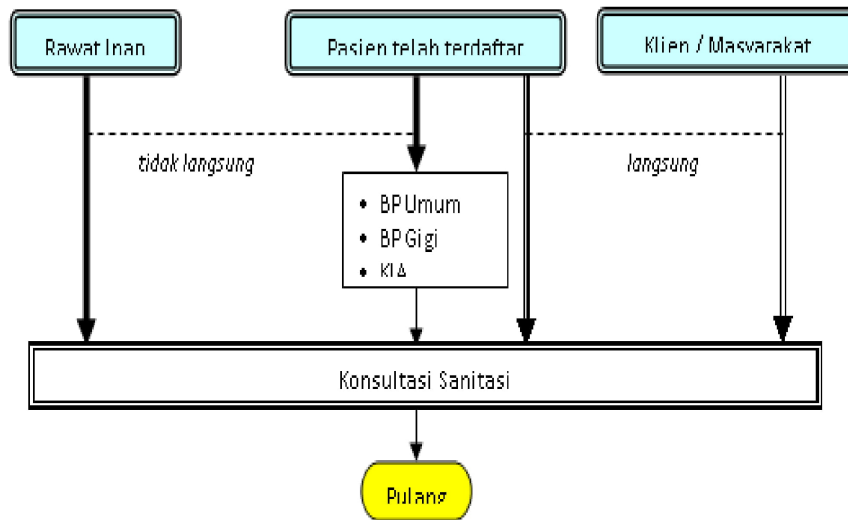 Rawat Inap
Pasien telah terdaftar
Klien / Masyarakat
tidak langsung
langsung
• BP Umum
• BP Gigi
• KIA
Konsultasi Sanitasi
Pulang